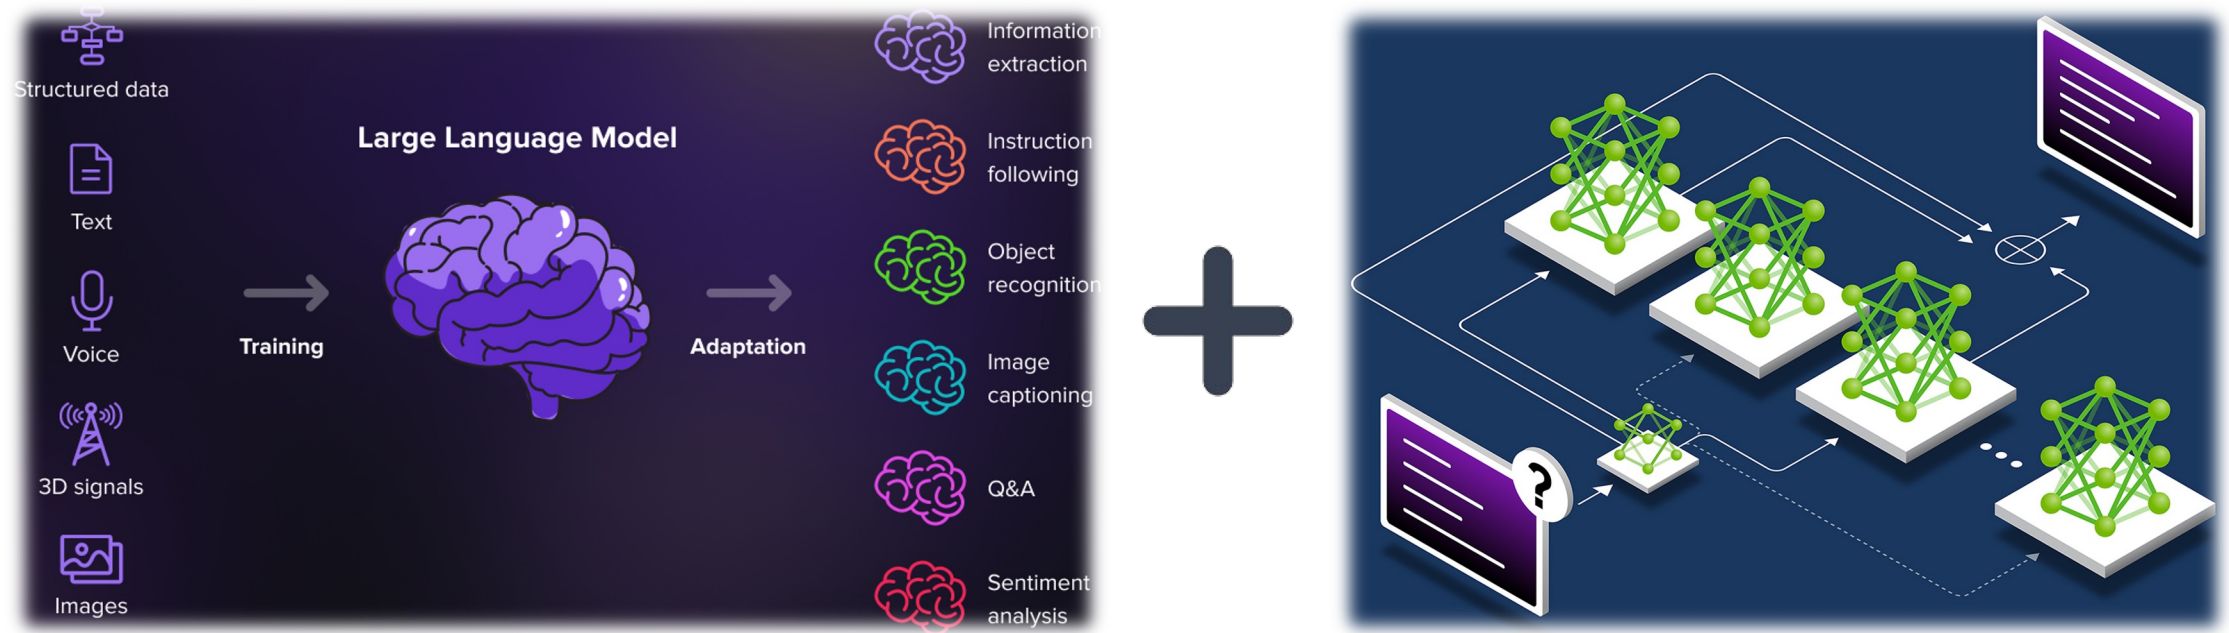 Structured data
Text
Voice
3D signals
Images
Training
Large Language Model
Adaptation
Information
extraction
Instruction
following
Object
recognition
Image
captioning
Q&A
Sentiment
analysis
?